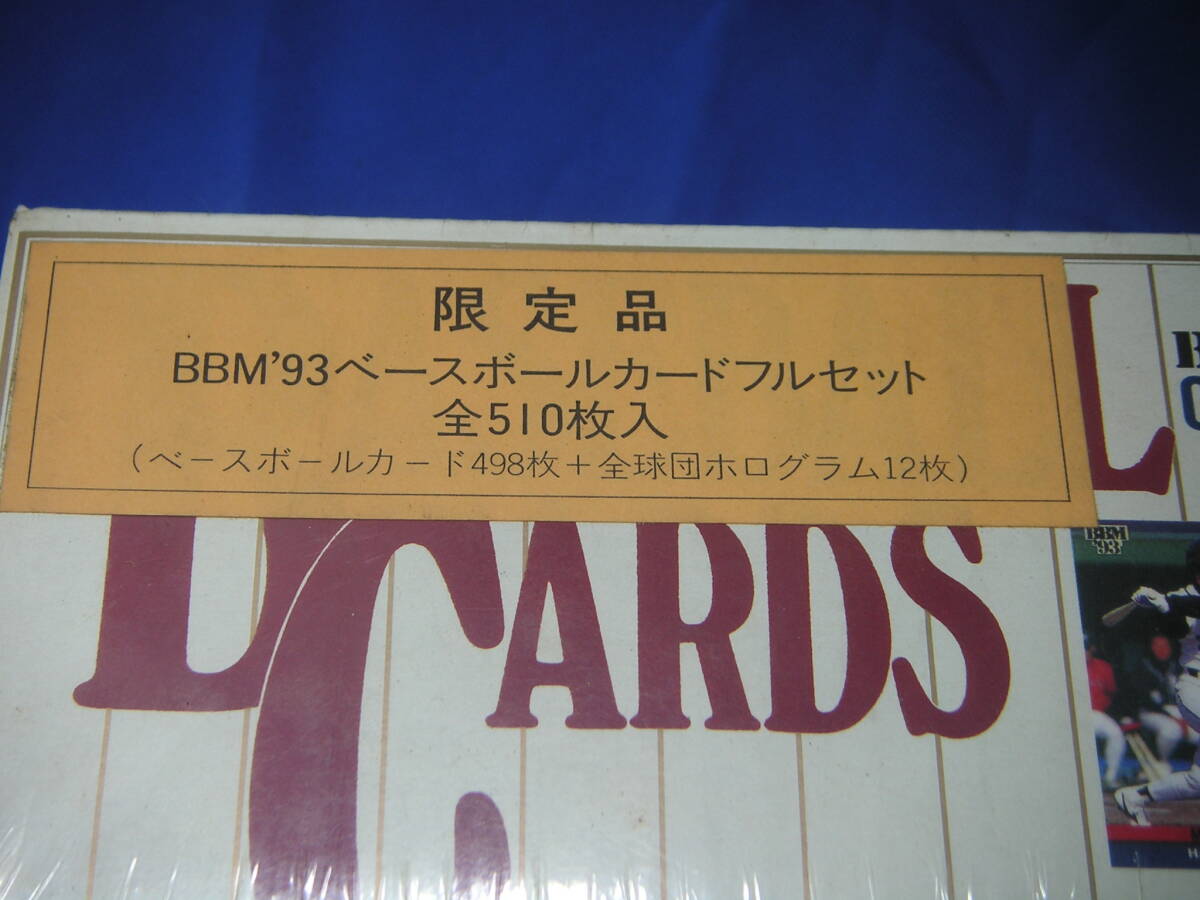 限定品
BBM'93ベースボールカードフルセット
全510枚入
(ベースボールカード498枚+全球団ホログラム12枚)
L
CARDS
BBM
'93